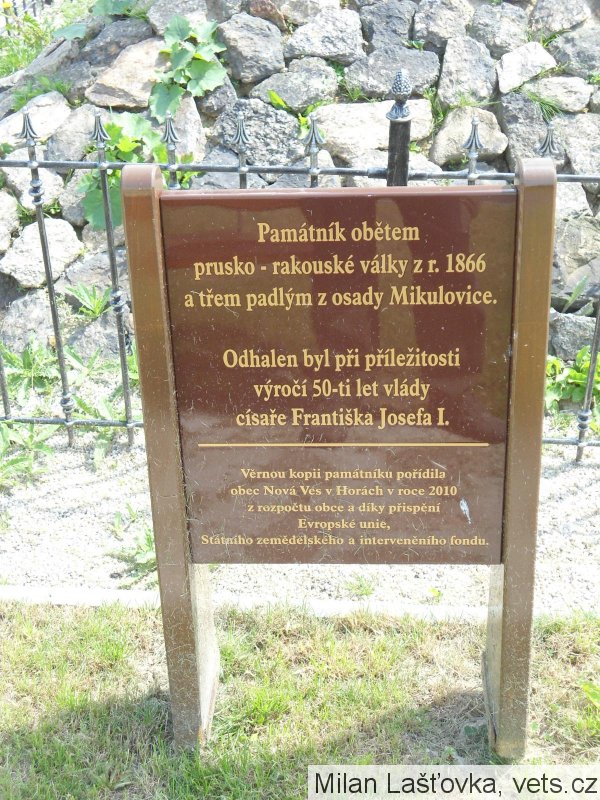 Památník obětem
prusko - rakouské války z r. 1866
a třem padlým z osady Mikulovice.
Odhalen byl při příležitosti
výročí 50-ti let vlády
císaře Františka Josefa I.
Věrnou kopii památníku pořídila
obec Nová Ves v Horách v roce 2010
z rozpočtu obce a díky přispění
Evropské unie,
Státního zemědělského a intervenčního fondu.
Milan Lašťovka, vets.cz